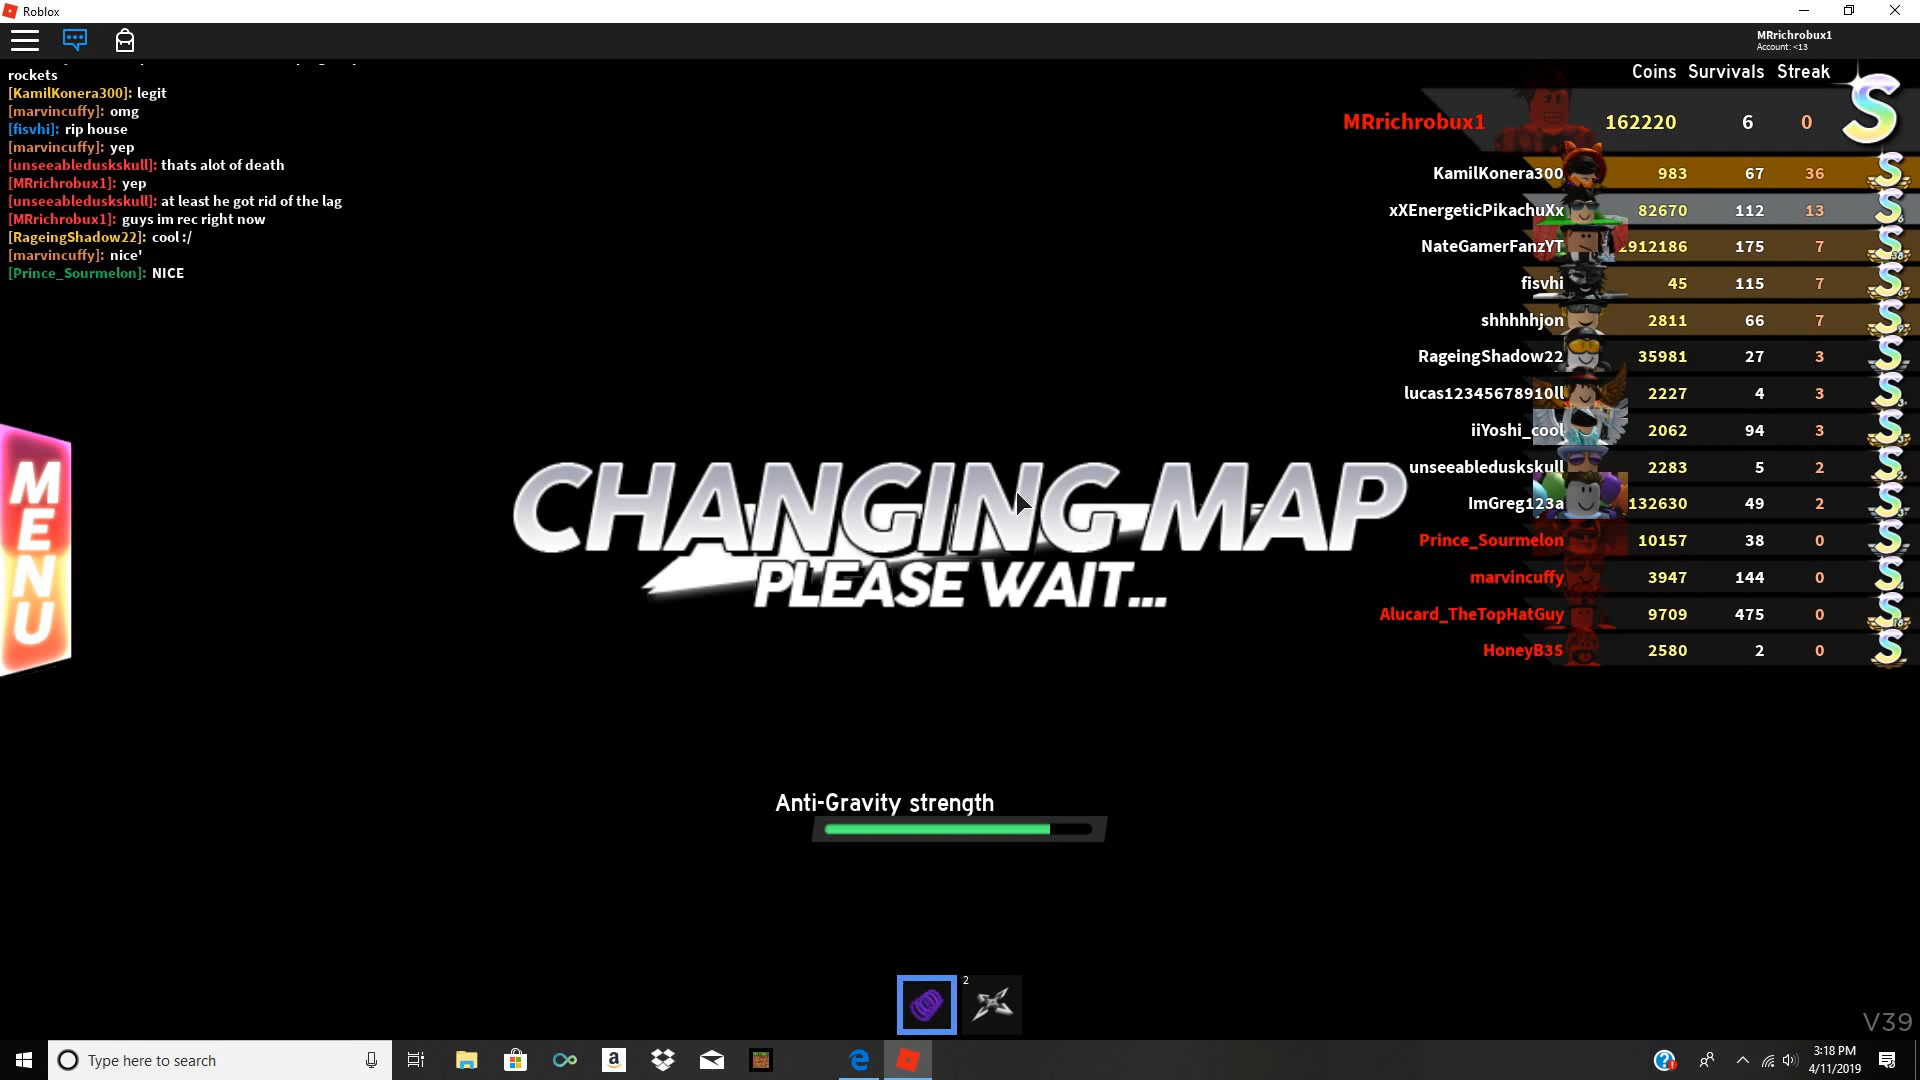 Roblox
MRrichrobux1
Account: <13
rockets
[KamilKonera300]: legit
[marvincuffy]: omg
[fisvhi]: rip house
[marvincuffy]: yep
[unseeableduskskull]: thats alot of death
[MRrichrobux1]: yep
[unseeableduskskull]: at least he got rid of the lag
[MRrichrobux1]: guys im rec right now
[RageingShadow22]: cool :/
[marvincuffy]: nice'
[Prince_Sourmelon]: NICE
Coins Survivals Streak
MRrichrobux1 162220 6 0
KamilKonera300 983 67 36
xXEnergeticPikachuXx 82670 112 13
NateGamerFanzYT 2912186 175 7
fisvhi 45 115 7
shhhhhjon 2811 66 7
RageingShadow22 35981 27 3
lucas12345678910ll 2227 4 3
iiYoshi_cool 2062 94 3
unseeableduskskull 2283 5 2
ImGreg123a 132630 49 2
Prince_Sourmelon 10157 38 0
marvincuffy 3947 144 0
Alucard_TheTopHatGuy 9709 475 0
HoneyB35 2580 2 0
MENU
CHANGING MAP
PLEASE WAIT...
Anti-Gravity strength
2
V39
Type here to search
3:18 PM
4/11/2019